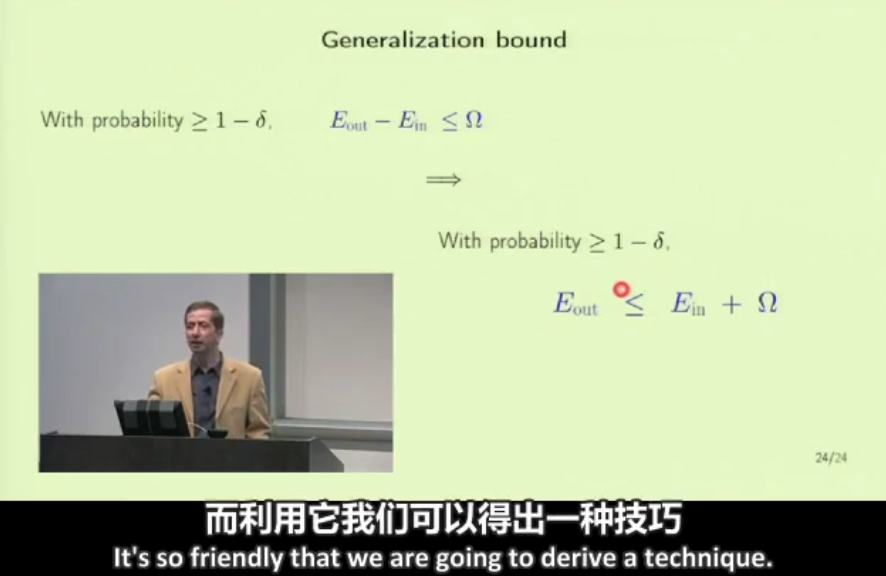 Generalization bound
With probability ≥ 1 − δ, E_out − E_in ≤ Ω
⟹
With probability ≥ 1 − δ,
E_out ≤ E_in + Ω
24/24
而利用它我们可以得出一种技巧
It's so friendly that we are going to derive a technique.